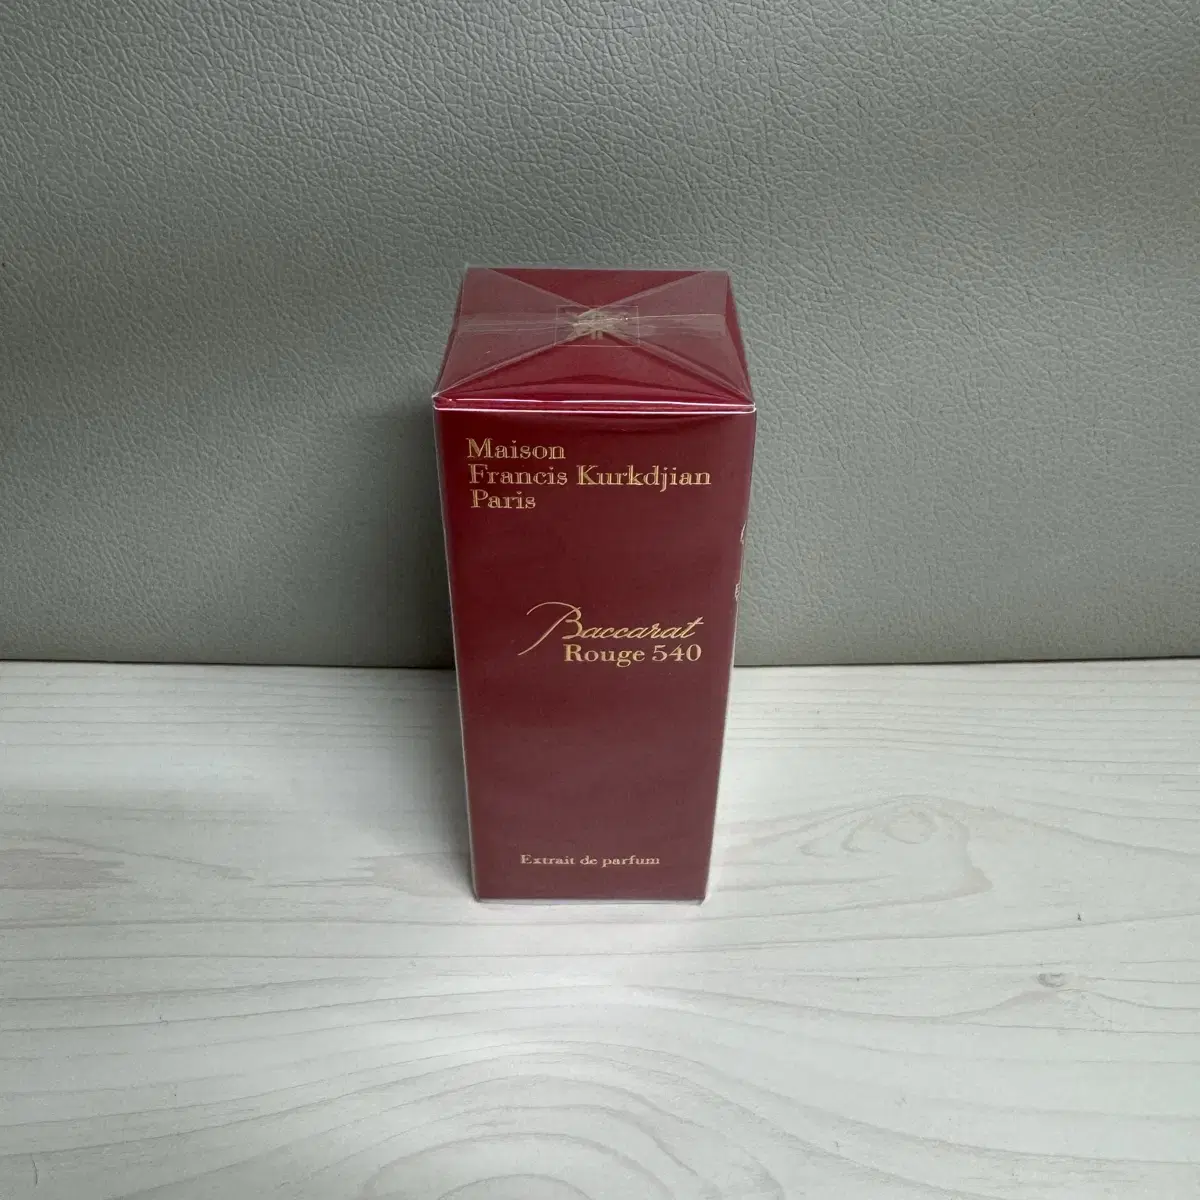 Maison
Francis Kurkdjian
Paris
Baccarat
Rouge 540
Extrait de parfum